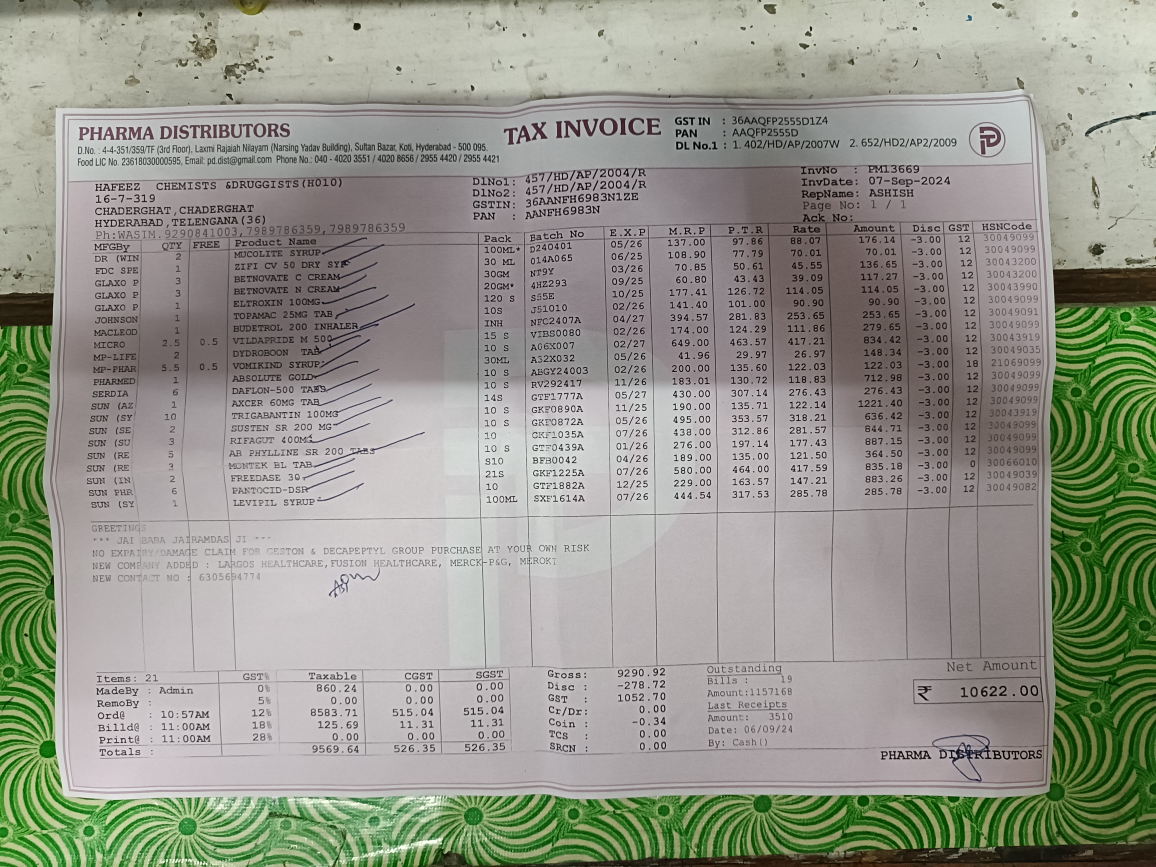 PHARMA DISTRIBUTORS
D.No. : 4-4-351/359/TF (3rd Floor), Laxmi Rajaiah Nilayam (Narsing Yadav Building), Sultan Bazar, Koti, Hyderabad - 500 095.
Food LIC No. 23618030000595, Email: pd.dist@gmail.com Phone No.: 040 - 4020 3551 / 4020 8656 / 2955 4420 / 2955 4421
TAX INVOICE
GST IN : 36AAQFP2555D1Z4
PAN : AAQFP2555D
DL No.1 : 1. 402/HD/AP/2007W 2. 652/HD/AP2/2009
HAFEEZ CHEMISTS &DRUGGISTS(H010)
16-7-319
CHADERGHAT,CHADERGHAT
HYDERABAD,TELENGANA(36)
Ph:WASIM.9290841003,7989786359,7989786359
DlNo1: 457/HD/AP/2004/R
DlNo2: 457/HD/AP/2004/R
GSTIN: 36AANFH6983N1ZE
PAN : AANFH6983N
InvNo : PM13669
InvDate: 07-Sep-2024
RepName: ASHISH
Page No: 1 / 1
Ack No:
MFGBy QTY FREE Product Name Pack Batch No E.X.P M.R.P P.T.R Rate Amount Disc GST HSNCode
DR (WIN 2 MUCOLITE SYRUP 100ML* D240401 05/26 137.00 97.86 88.07 176.14 -3.00 12 30049099
FDC SPE 1 ZIFI CV 50 DRY SYP 30 ML 014A065 06/25 108.90 77.79 70.01 70.01 -3.00 12 30049099
GLAXO P 3 BETNOVATE C CREAM 30GM NT9Y 03/26 70.85 50.61 45.55 136.65 -3.00 12 30043200
GLAXO P 3 BETNOVATE N CREAM 20GM* 4HZ293 09/25 60.80 43.43 39.09 117.27 -3.00 12 30043200
GLAXO P 1 ELTROXIN 100MG 120 S S55E 10/25 177.41 126.72 114.05 114.05 -3.00 12 30043990
JOHNSON 1 TOPAMAC 25MG TAB 10S J51010 02/26 141.40 101.00 90.90 90.90 -3.00 12 30049099
MACLEOD 1 BUDETROL 200 INHALER INH NFC2407A 04/27 394.57 281.83 253.65 253.65 -3.00 12 30049091
MICRO 2.5 0.5 VILDAPRIDE M 500 15 S VIBS0080 02/26 174.00 124.29 111.86 279.65 -3.00 12 30049099
MP-LIFE 2 DYDROBOON TAB 10 S A06X007 02/27 649.00 463.57 417.21 834.42 -3.00 12 30043919
MP-PHAR 5.5 0.5 VOMIKIND SYRUP 30ML A32X032 05/26 41.96 29.97 26.97 148.34 -3.00 12 30049035
PHARMED 1 ABSOLUTE GOLD 10 S ABGY24003 02/26 200.00 135.60 122.03 122.03 -3.00 18 21069099
SERDIA 6 DAFLON-500 TABS 10 S RV292417 11/26 183.01 130.72 118.83 712.98 -3.00 12 30049099
SUN (AZ 1 AXCER 60MG TAB 14S GTF1777A 05/27 430.00 307.14 276.43 276.43 -3.00 12 30049099
SUN (SY 10 TRIGABANTIN 100MG 10 S GKF0890A 11/25 190.00 135.71 122.14 1221.40 -3.00 12 30049099
SUN (SE 2 SUSTEN SR 200 MG 10 S GKF0872A 05/26 495.00 353.57 318.21 636.42 -3.00 12 30043919
SUN (SU 3 RIFAGUT 400MG 10 GKF1035A 07/26 438.00 312.86 281.57 844.71 -3.00 12 30049099
SUN (RE 5 AB PHYLLINE SR 200 TABS 10 S GTF0439A 01/26 276.00 197.14 177.43 887.15 -3.00 12 30049099
SUN (RE 3 MONTEK BL TAB S10 BFB0042 04/26 189.00 135.00 121.50 364.50 -3.00 12 30049099
SUN (IN 2 FREEDASE 30 21S GKF1225A 07/26 580.00 464.00 417.59 835.18 -3.00 0 30066010
SUN PHR 6 PANTOCID-DSR 10 GTF1882A 12/25 229.00 163.57 147.21 883.26 -3.00 12 30049039
SUN (SY 1 LEVIPIL SYRUP 100ML SXF1614A 07/26 444.54 317.53 285.78 285.78 -3.00 12 30049082
GREETINGS
*** JAI BABA JAIRAMDAS JI ---
NO EXPAIRY/DAMAGE CLAIM FOR GESTON & DECAPEPTYL GROUP PURCHASE AT YOUR OWN RISK
NEW COMPANY ADDED : LARGOS HEALTHCARE,FUSION HEALTHCARE, MERCK-P&G, MEROKI
NEW CONTACT NO : 6305694774
Items: 21 GST% Taxable CGST SGST
MadeBy : Admin 0% 860.24 0.00 0.00
RemoBy : 5% 0.00 0.00 0.00
Ord@ : 10:57AM 12% 8583.71 515.04 515.04
Billd@ : 11:00AM 18% 125.69 11.31 11.31
Print@ : 11:00AM 28% 0.00 0.00 0.00
Totals : 9569.64 526.35 526.35
Gross: 9290.92
Disc : -278.72
GST : 1052.70
Cr/Dr: 0.00
Coin : -0.34
TCS : 0.00
SRCN : 0.00
Outstanding
Bills : 19
Amount:1157168
Last Receipts
Amount: 3510
Date: 06/09/24
By: Cash()
Net Amount
₹ 10622.00
PHARMA DISTRIBUTORS